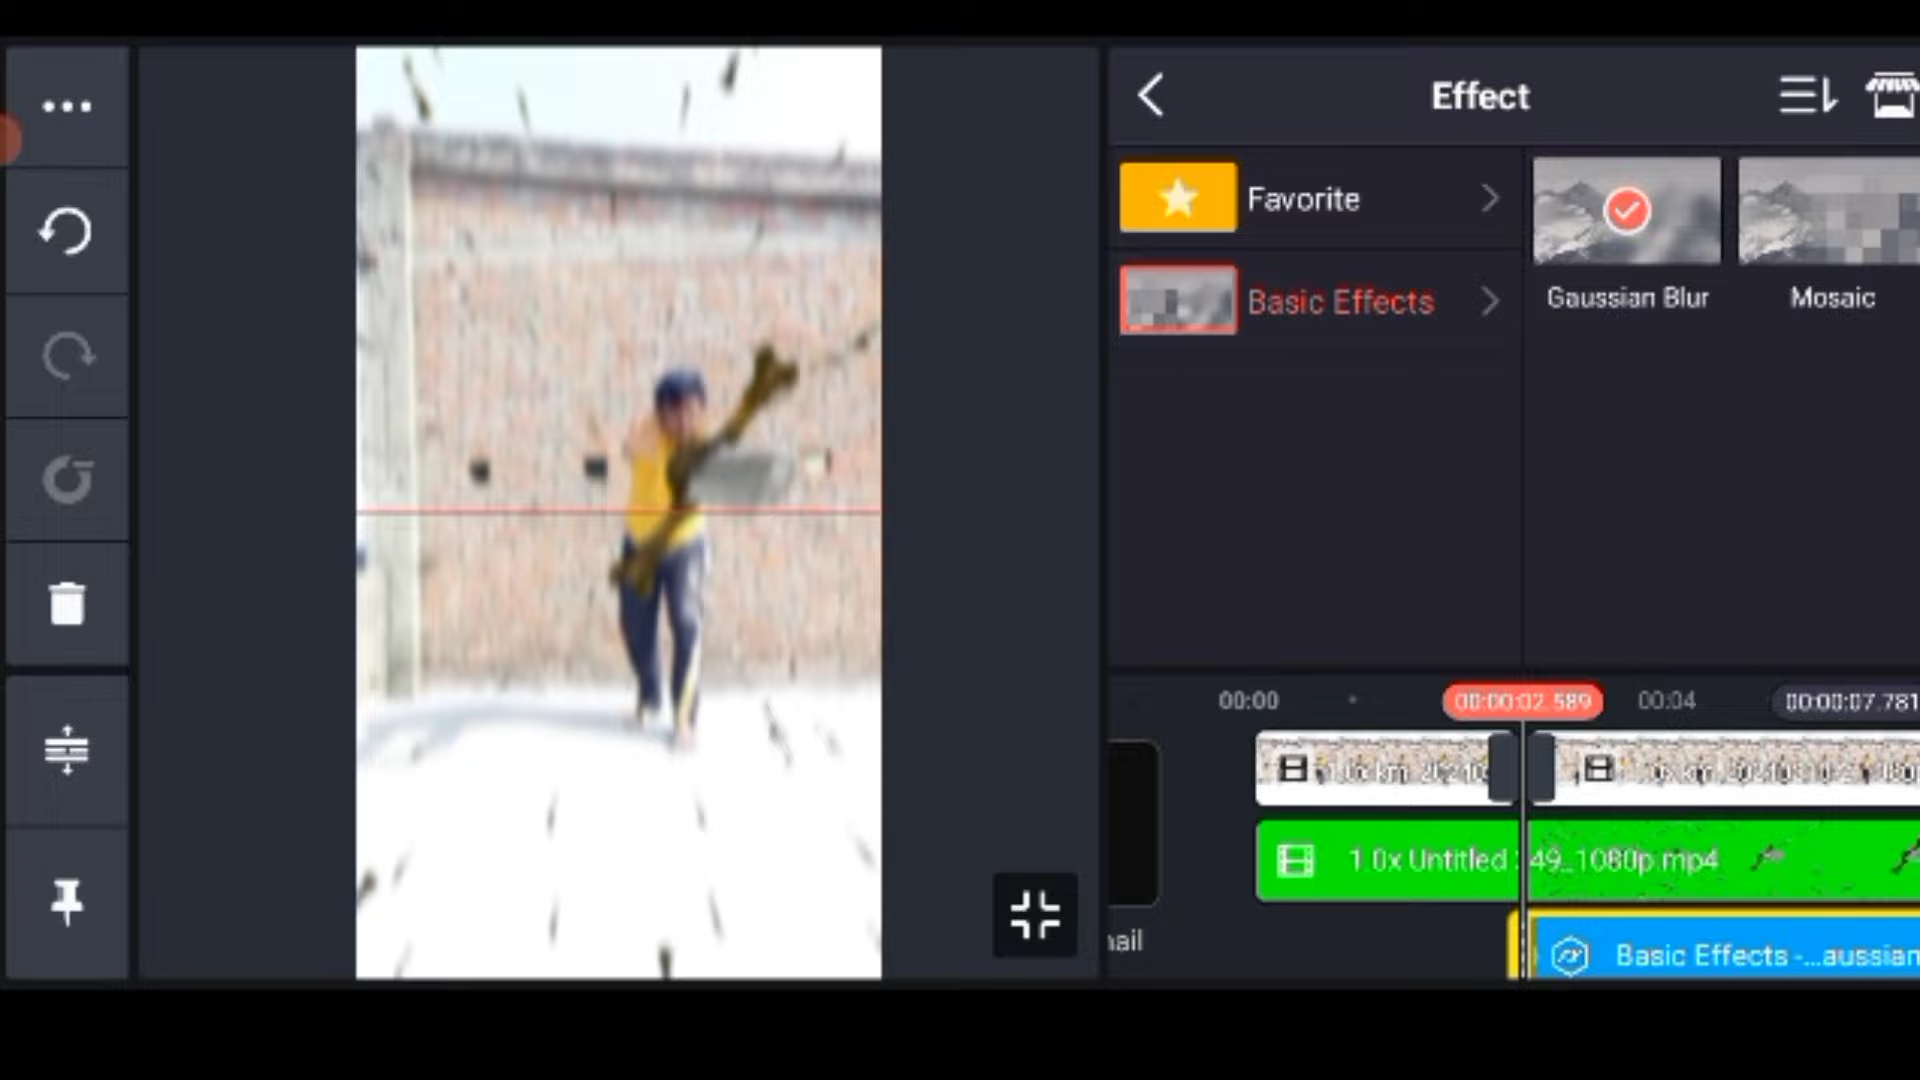 Effect
Favorite
Basic Effects
Gaussian Blur
Mosaic
00:00
00:00:02.589
00:04
00:00:07.781
1.0x Untitled
49_1080p.mp4
ail
Basic Effects -...aussian